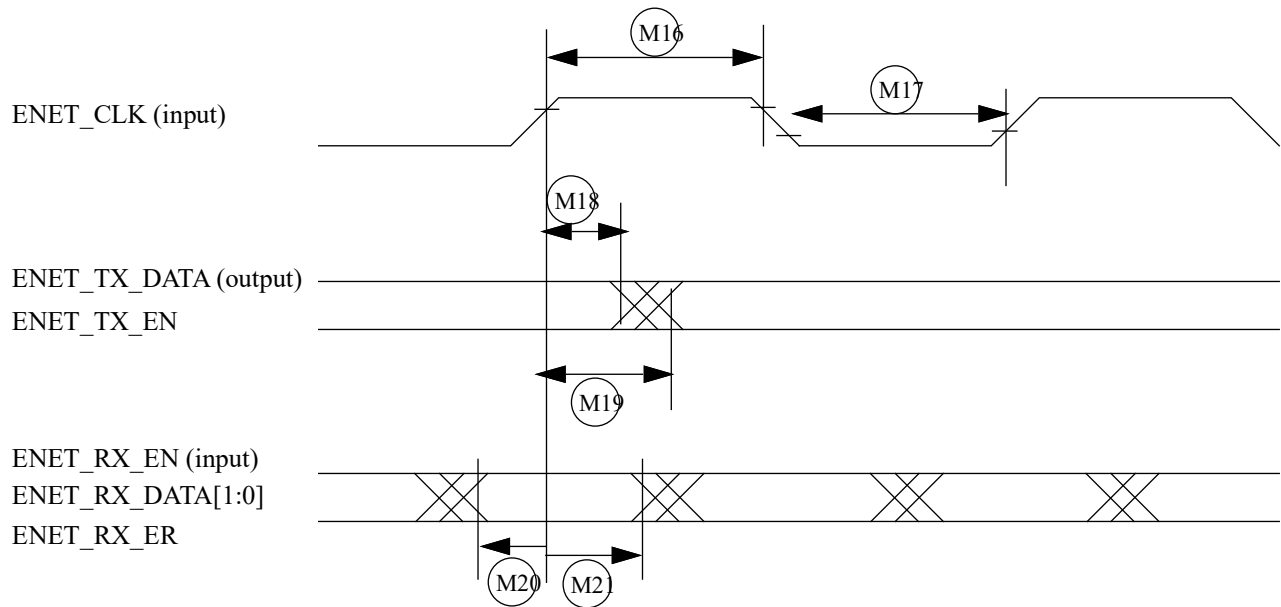 M16
M17
ENET_CLK (input)
M18
ENET_TX_DATA (output)
ENET_TX_EN
M19
ENET_RX_EN (input)
ENET_RX_DATA[1:0]
ENET_RX_ER
M20
M21